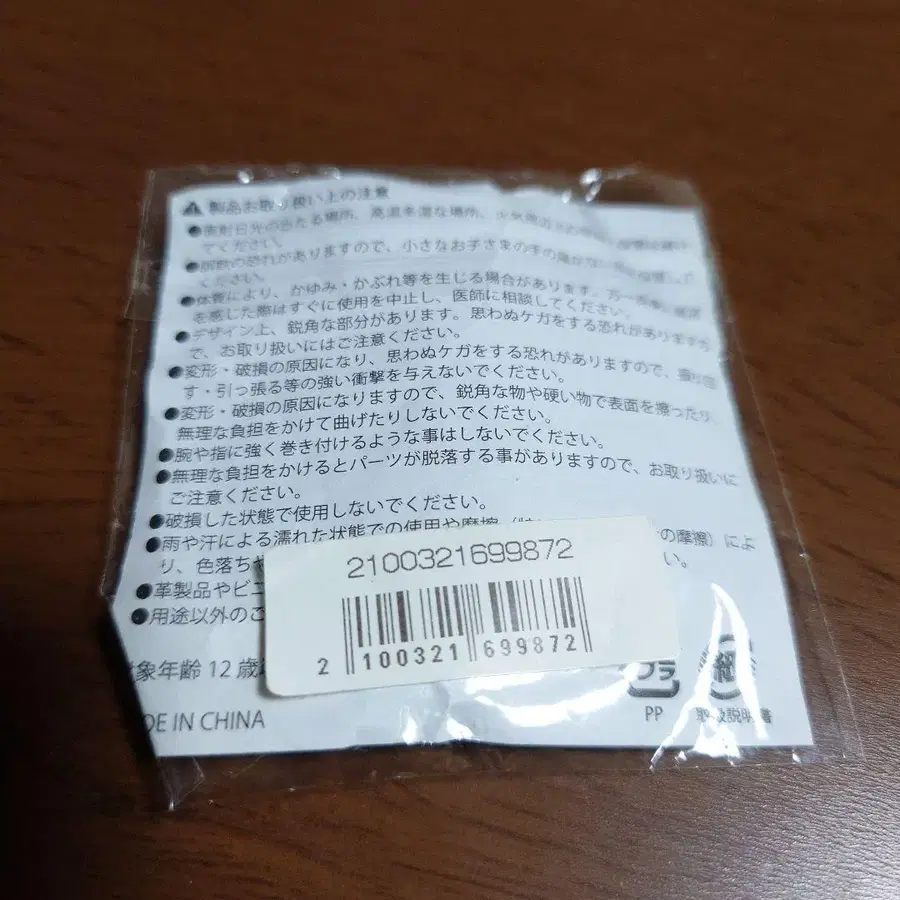 製品お取り扱い上の注意
●直射日光の当たる場所、高温多湿な場所、火気
てください。
●誤飲の恐れがありますので、小さなお子さまの手の届かない
ください。
●体質により、かゆみ・かぶれ等を生じる場合があります。万一
を感じた際はすぐに使用を中止し、医師に相談してください。
●デザイン上、鋭角な部分があります。思わぬケガをする恐れがありますが
で、お取り扱いにはご注意ください。
●変形・破損の原因になり、思わぬケガをする恐れがありますので、
す・引っ張る等の強い衝撃を与えないでください。
●変形・破損の原因になりますので、鋭角な物や硬い物で表面を擦ったり、
無理な負担をかけて曲げたりしないでください。
●腕や指に強く巻き付けるような事はしないでください。
●無理な負担をかけるとパーツが脱落する事がありますので、お取り扱いに
ご注意ください。
●破損した状態で使用しないでください。
●雨や汗による濡れた状態での使用や摩擦 の摩擦）によ
り、色落ちや い。
●革製品やビニ
●用途以外のご
対象年齢 12 歳
2100321699872
2 100321 699872
DE IN CHINA
プラ
PP
紙
取扱説明書